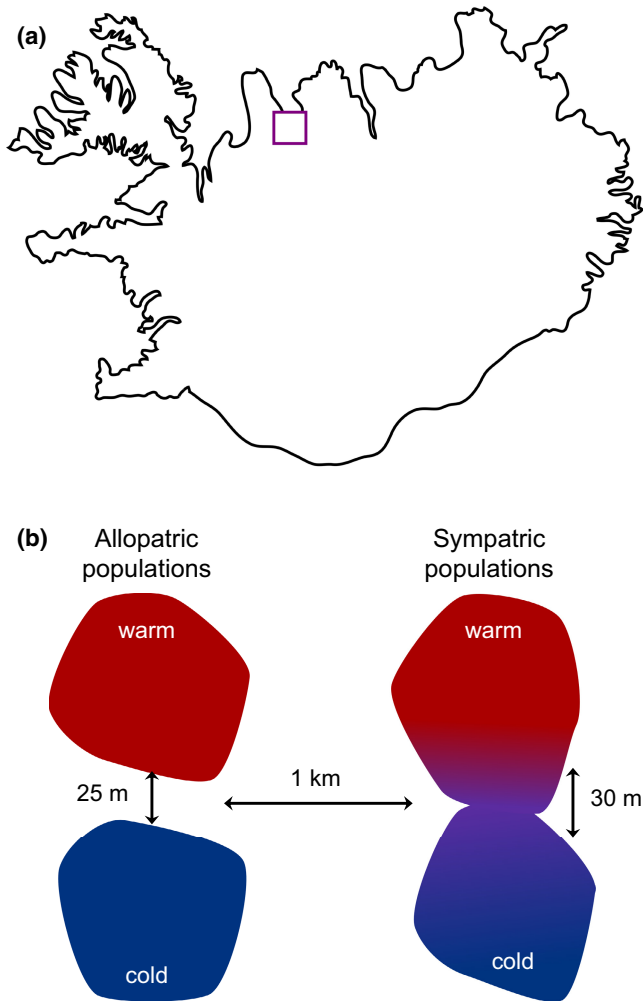 (a)
(b)
Allopatric
populations
Sympatric
populations
warm
warm
25 m
1 km
30 m
cold
cold